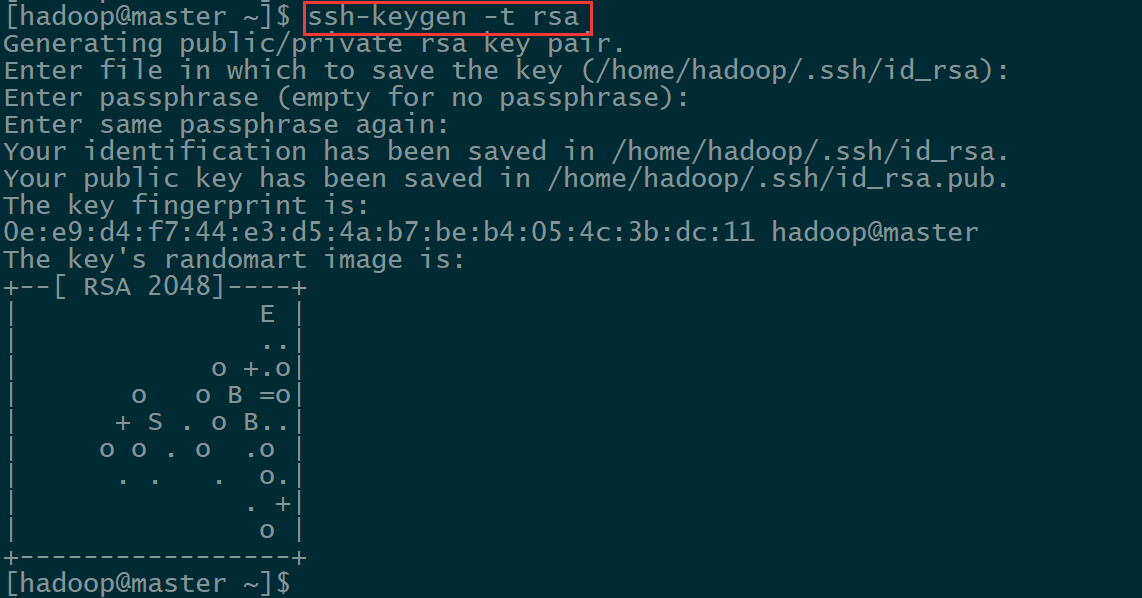 [hadoop@master ~]$ ssh-keygen -t rsa
Generating public/private rsa key pair.
Enter file in which to save the key (/home/hadoop/.ssh/id_rsa):
Enter passphrase (empty for no passphrase):
Enter same passphrase again:
Your identification has been saved in /home/hadoop/.ssh/id_rsa.
Your public key has been saved in /home/hadoop/.ssh/id_rsa.pub.
The key fingerprint is:
0e:e9:d4:f7:44:e3:d5:4a:b7:be:b4:05:4c:3b:dc:11 hadoop@master
The key's randomart image is:
+--[ RSA 2048]----+
|               E |
|               ..|
|            o +.o|
|       o   o B =o|
|      + S . o B..|
|     o o . o  .o |
|      . .   .  o.|
|              . +|
|               o |
+-----------------+
[hadoop@master ~]$